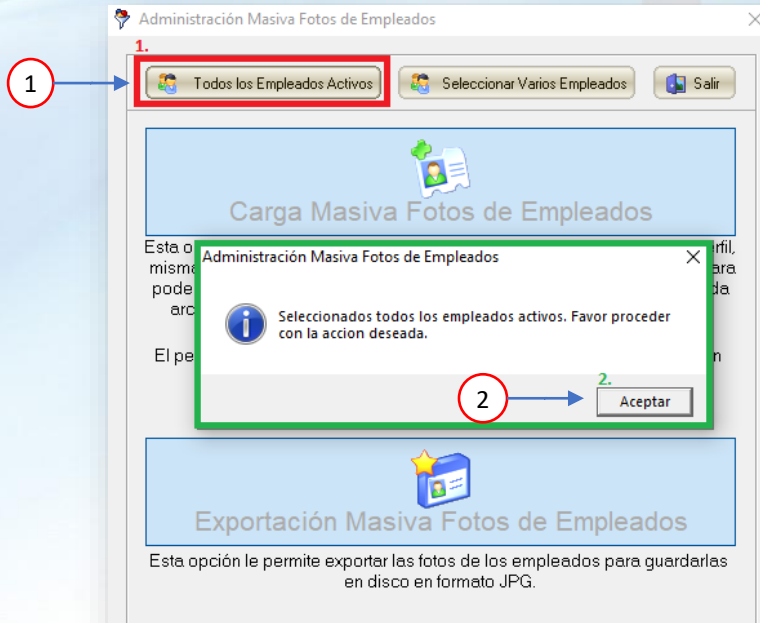 Administración Masiva Fotos de Empleados
1.
1
Todos los Empleados Activos
Seleccionar Varios Empleados
Salir
Carga Masiva Fotos de Empleados
Esta o
rfil,
misma
ara
pode
da
arc
El pe
n
Administración Masiva Fotos de Empleados
Seleccionados todos los empleados activos. Favor proceder
con la accion deseada.
2.
2
Aceptar
Exportación Masiva Fotos de Empleados
Esta opción le permite exportar las fotos de los empleados para guardarlas
en disco en formato JPG.